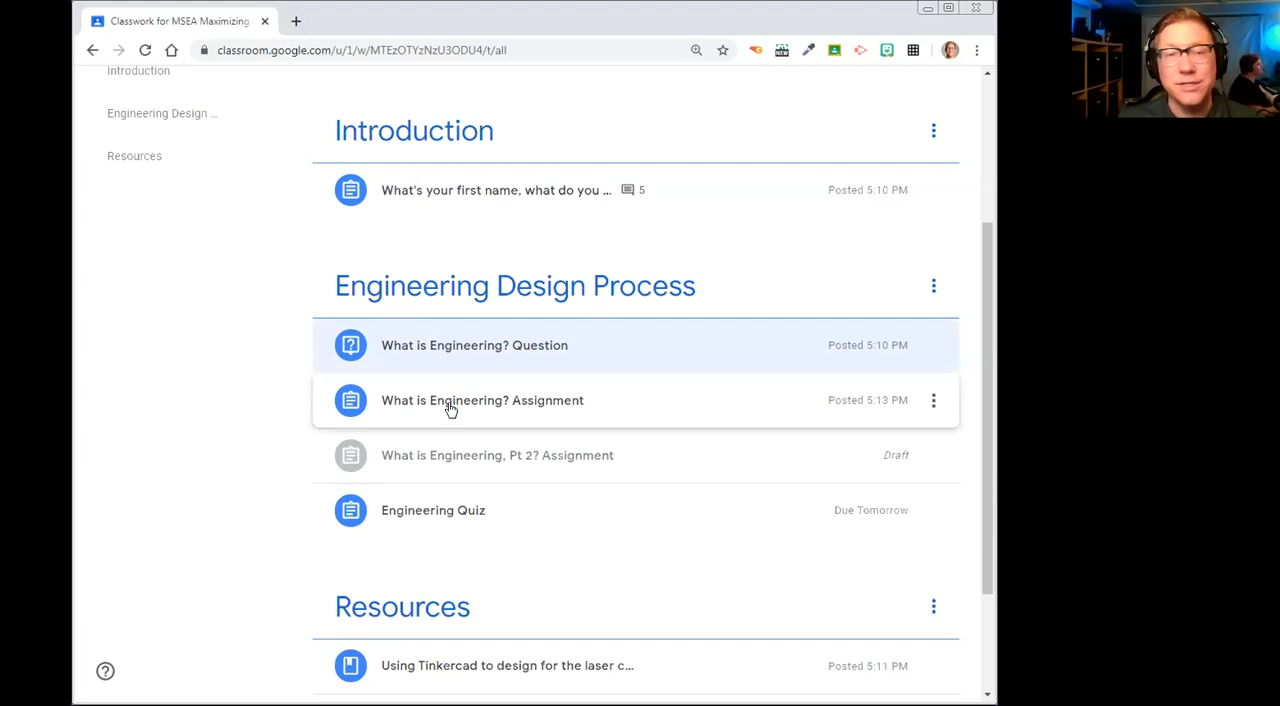 Classwork for MSEA Maximizing
classroom.google.com/u/1/w/MTEzOTYzNzU3ODU4/t/all
NEW
Introduction
Engineering Design ...
Resources
Introduction
What's your first name, what do you ... 5 Posted 5:10 PM
Engineering Design Process
What is Engineering? Question Posted 5:10 PM
What is Engineering? Assignment Posted 5:13 PM
What is Engineering, Pt 2? Assignment Draft
Engineering Quiz Due Tomorrow
Resources
Using Tinkercad to design for the laser c... Posted 5:11 PM